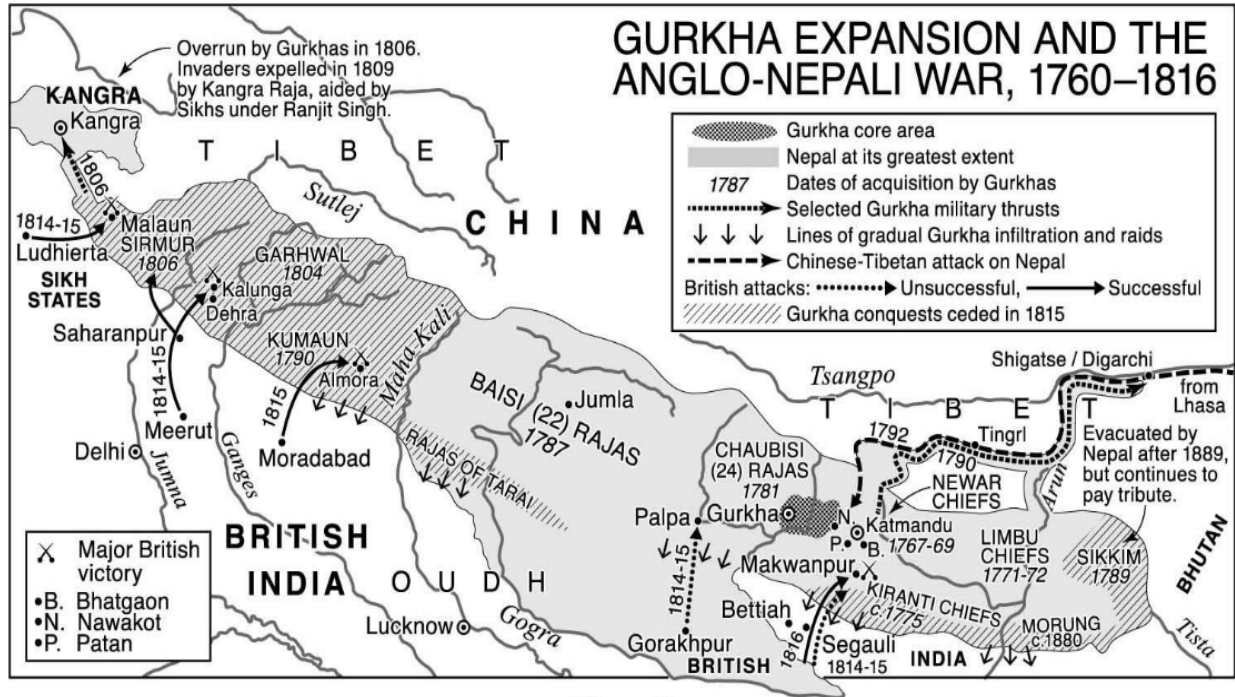 GURKHA EXPANSION AND THE
ANGLO-NEPALI WAR, 1760–1816
Gurkha core area
Nepal at its greatest extent
1787 Dates of acquisition by Gurkhas
Selected Gurkha military thrusts
Lines of gradual Gurkha infiltration and raids
Chinese-Tibetan attack on Nepal
British attacks: Unsuccessful, Successful
Gurkha conquests ceded in 1815
Overrun by Gurkhas in 1806.
Invaders expelled in 1809
by Kangra Raja, aided by
Sikhs under Ranjit Singh.
KANGRA
Kangra
TIBET
CHINA
Sutlej
1806
1814-15
Ludhierta
SIKH
STATES
Malaun
SIRMUR
1806
GARHWAL
1804
Kalunga
Dehra
Saharanpur
KUMAUN
1790
Almora
Maha Kali
1814-15
1815
Meerut
Moradabad
Delhi
Jumna
Ganges
BAISI (22) RAJAS
1787
Jumla
RAJAS OF TARAI
BRITISH
INDIA
OUDH
Lucknow
Gogra
Tsangpo
TIBET
Shigatse / Digarchi
from
Lhasa
1792
Tingrl
1790
Arun
Evacuated by
Nepal after 1889,
but continues to
pay tribute.
CHAUBISI
(24) RAJAS
1781
Gurkha
NEWAR
CHIEFS
N.
Katmandu
1767-69
P.
B.
Palpa
Makwanpur
LIMBU
CHIEFS
1771-72
SIKKIM
1789
BHUTAN
KIRANTI CHIEFS
c.1775
MORUNG
c.1880
Tista
1814-15
Bettiah
1816
Segauli
1814-15
Gorakhpur
BRITISH
INDIA
Major British
victory
•B. Bhatgaon
•N. Nawakot
•P. Patan